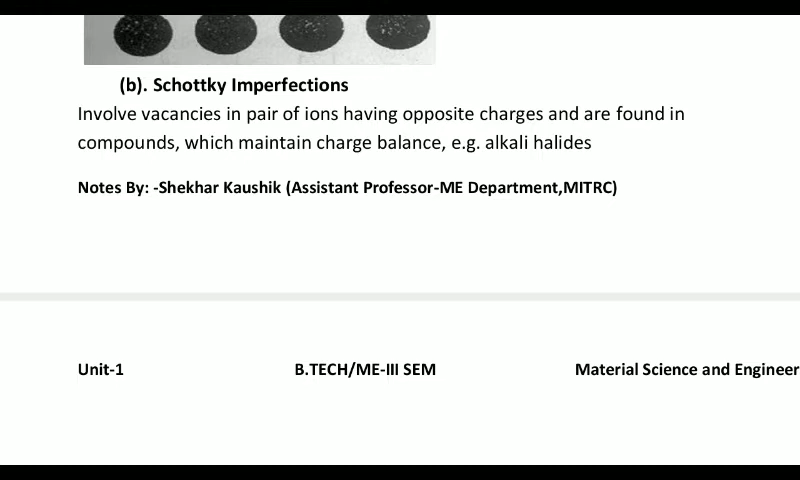 (b). Schottky Imperfections
Involve vacancies in pair of ions having opposite charges and are found in
compounds, which maintain charge balance, e.g. alkali halides
Notes By: -Shekhar Kaushik (Assistant Professor-ME Department,MITRC)
Unit-1 B.TECH/ME-III SEM Material Science and Engineer